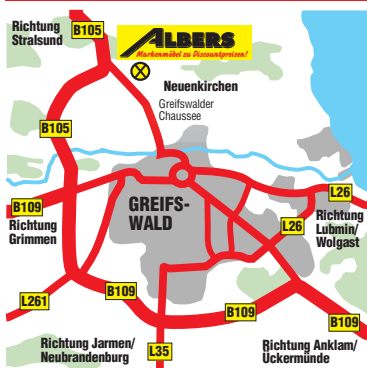 Richtung
Stralsund
B105
ALBERS
Markenmöbel zu Discountpreisen!
Neuenkirchen
Greifswalder
Chaussee
B105
B109
Richtung
Grimmen
GREIFS-
WALD
L26
L26
Richtung
Lubmin/
Wolgast
L261
B109
B109
B109
Richtung Jarmen/
Neubrandenburg
L35
Richtung Anklam/
Ückermünde